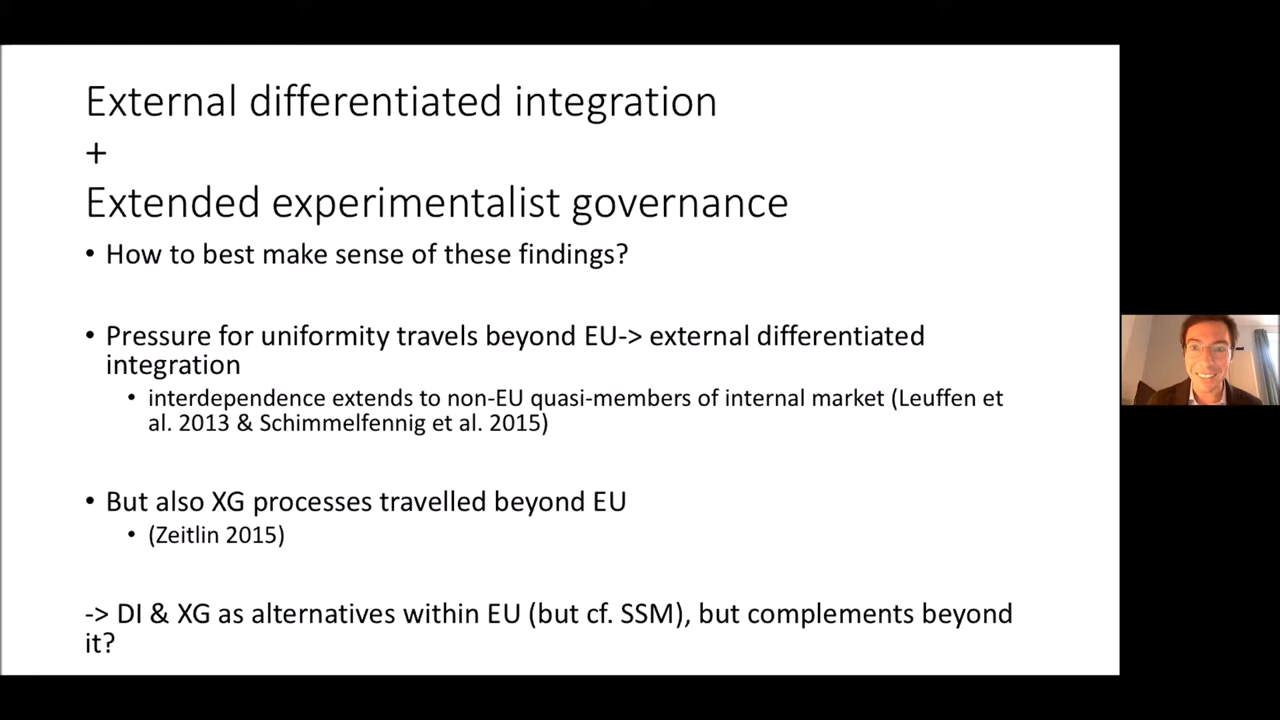 External differentiated integration
+
Extended experimentalist governance
• How to best make sense of these findings?
• Pressure for uniformity travels beyond EU-> external differentiated
integration
• interdependence extends to non-EU quasi-members of internal market (Leuffen et
al. 2013 & Schimmelfennig et al. 2015)
• But also XG processes travelled beyond EU
• (Zeitlin 2015)
-> DI & XG as alternatives within EU (but cf. SSM), but complements beyond
it?